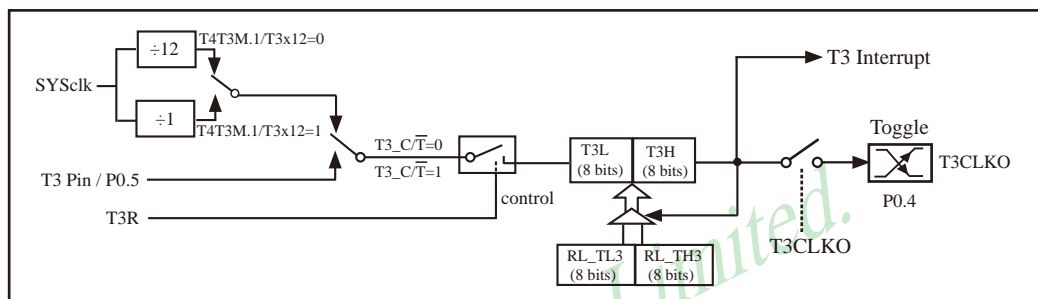 ÷12
T4T3M.1/T3x12=0
SYSclk
÷1
T4T3M.1/T3x12=1
T3 Pin / P0.5
T3_C/T̅=0
T3_C/T̅=1
T3R
control
T3L
(8 bits)
T3H
(8 bits)
RL_TL3
(8 bits)
RL_TH3
(8 bits)
T3 Interrupt
Toggle
T3CLKO
P0.4
T3CLKO
Limited.